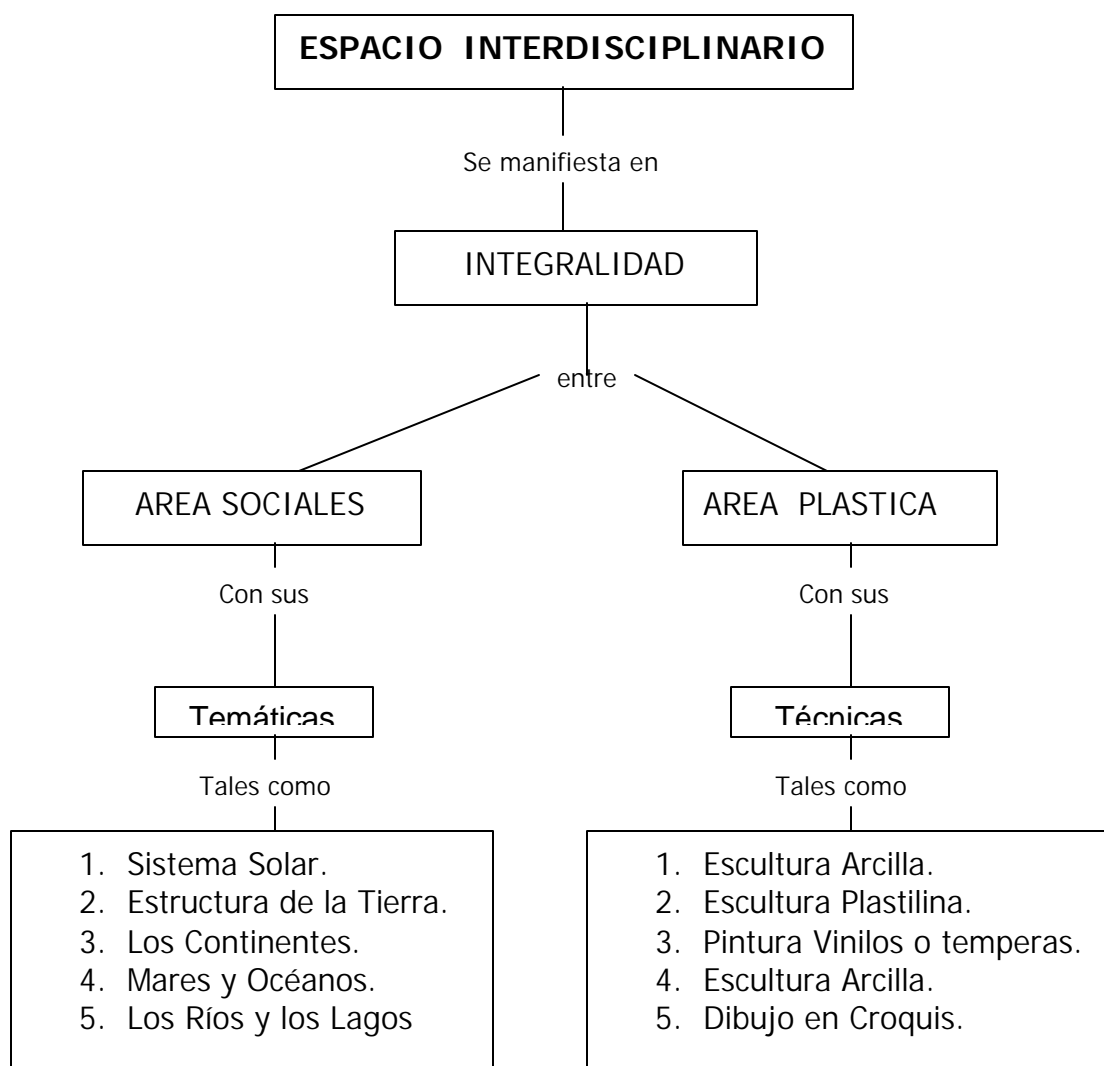 ESPACIO INTERDISCIPLINARIO
Se manifiesta en
INTEGRALIDAD
entre
AREA SOCIALES
AREA PLASTICA
Con sus
Con sus
Temáticas
Técnicas
Tales como
Tales como
1. Sistema Solar.
2. Estructura de la Tierra.
3. Los Continentes.
4. Mares y Océanos.
5. Los Ríos y los Lagos
1. Escultura Arcilla.
2. Escultura Plastilina.
3. Pintura Vinilos o temperas.
4. Escultura Arcilla.
5. Dibujo en Croquis.